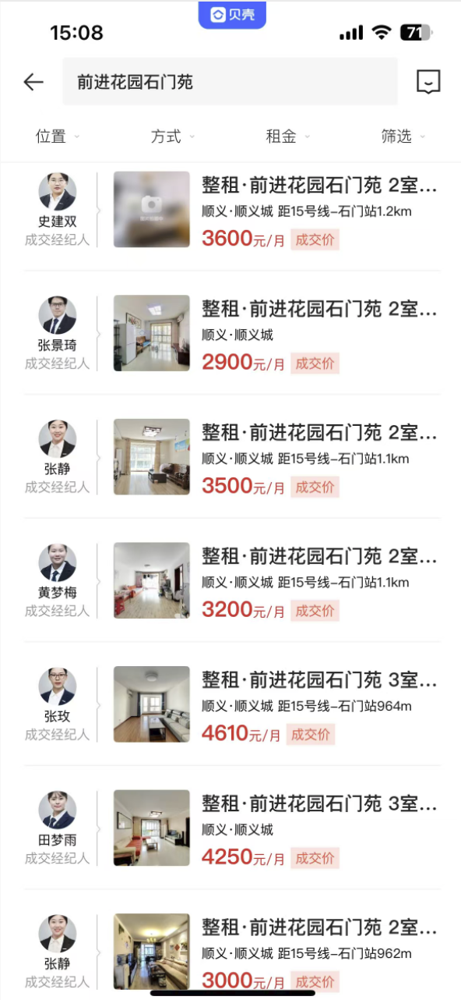 15:08
贝壳
71
前进花园石门苑
位置
方式
租金
筛选
史建双
成交经纪人
整租·前进花园石门苑 2室...
顺义·顺义城 距15号线-石门站1.2km
3600元/月 成交价
张景琦
成交经纪人
整租·前进花园石门苑 2室...
顺义·顺义城
2900元/月 成交价
张静
成交经纪人
整租·前进花园石门苑 2室...
顺义·顺义城 距15号线-石门站1.1km
3500元/月 成交价
黄梦梅
成交经纪人
整租·前进花园石门苑 2室...
顺义·顺义城 距15号线-石门站1.1km
3200元/月 成交价
张玫
成交经纪人
整租·前进花园石门苑 3室...
顺义·顺义城 距15号线-石门站964m
4610元/月 成交价
田梦雨
成交经纪人
整租·前进花园石门苑 3室...
顺义·顺义城
4250元/月 成交价
张静
成交经纪人
整租·前进花园石门苑 2室...
顺义·顺义城 距15号线-石门站962m
3000元/月 成交价